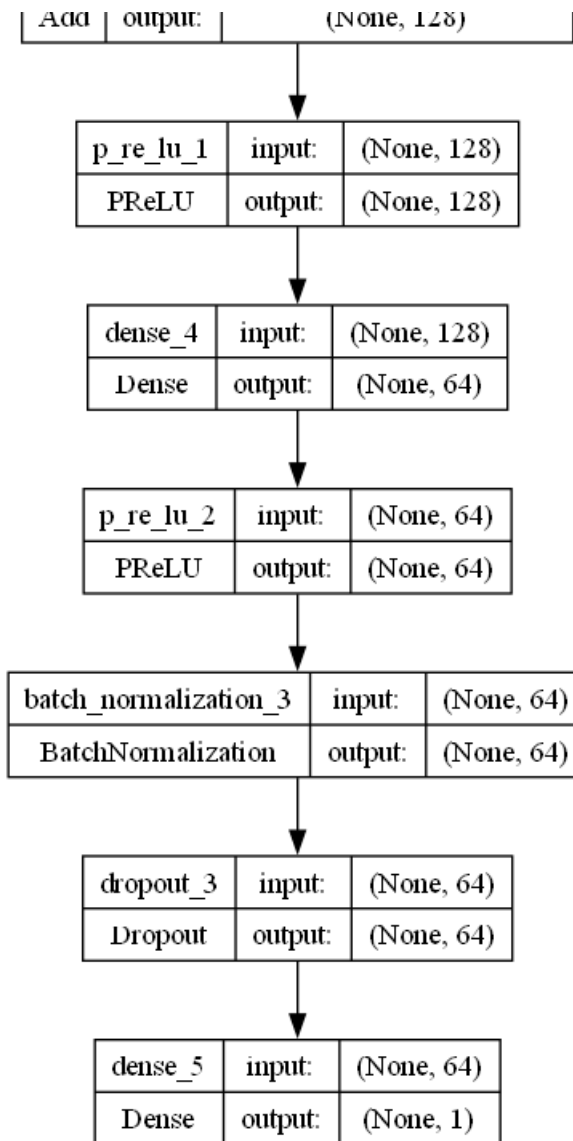 Add output: (None, 128)
p_re_lu_1 input: (None, 128)
PReLU output: (None, 128)
dense_4 input: (None, 128)
Dense output: (None, 64)
p_re_lu_2 input: (None, 64)
PReLU output: (None, 64)
batch_normalization_3 input: (None, 64)
BatchNormalization output: (None, 64)
dropout_3 input: (None, 64)
Dropout output: (None, 64)
dense_5 input: (None, 64)
Dense output: (None, 1)